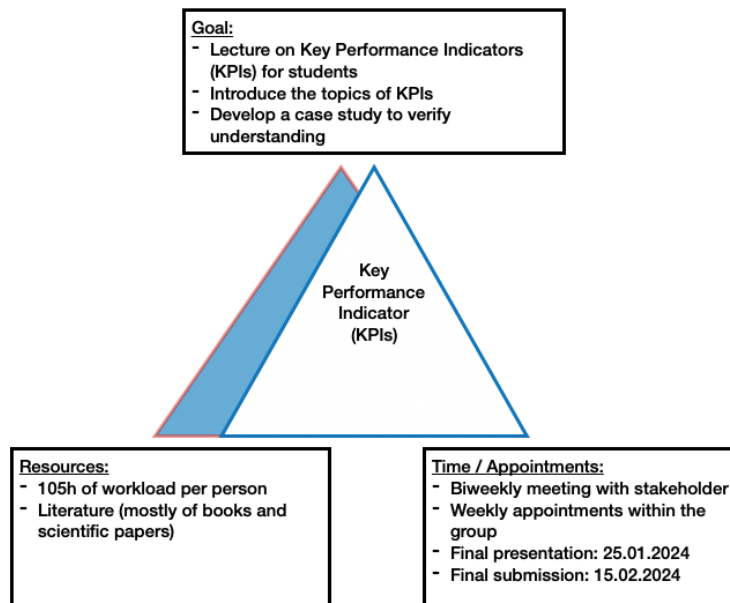 Goal:
- Lecture on Key Performance Indicators
(KPIs) for students
- Introduce the topics of KPIs
- Develop a case study to verify
understanding
Key
Performance
Indicator
(KPIs)
Resources:
- 105h of workload per person
- Literature (mostly of books and
scientific papers)
Time / Appointments:
- Biweekly meeting with stakeholder
- Weekly appointments within the
group
- Final presentation: 25.01.2024
- Final submission: 15.02.2024